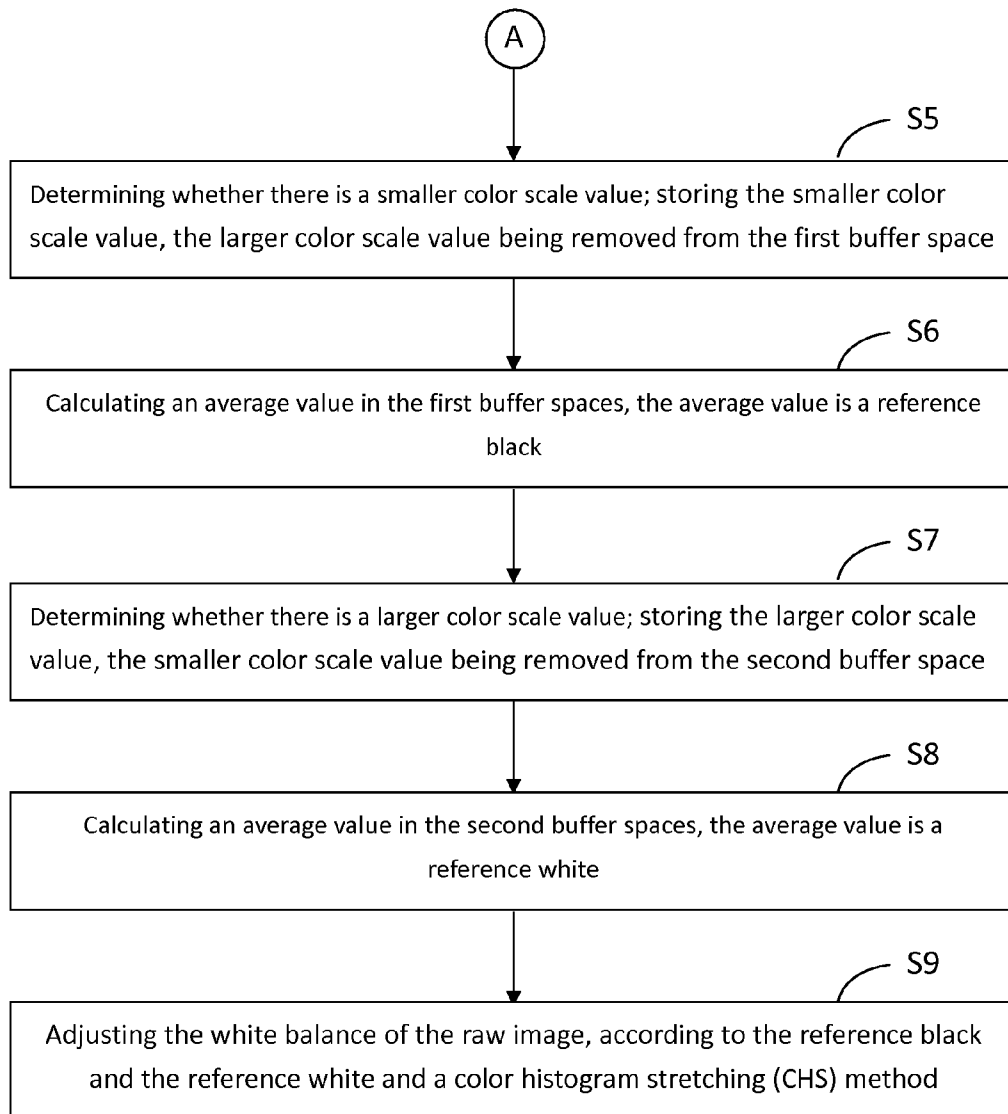 A
S5
Determining whether there is a smaller color scale value; storing the smaller color
scale value, the larger color scale value being removed from the first buffer space
S6
Calculating an average value in the first buffer spaces, the average value is a reference
black
S7
Determining whether there is a larger color scale value; storing the larger color scale
value, the smaller color scale value being removed from the second buffer space
S8
Calculating an average value in the second buffer spaces, the average value is a
reference white
S9
Adjusting the white balance of the raw image, according to the reference black
and the reference white and a color histogram stretching (CHS) method